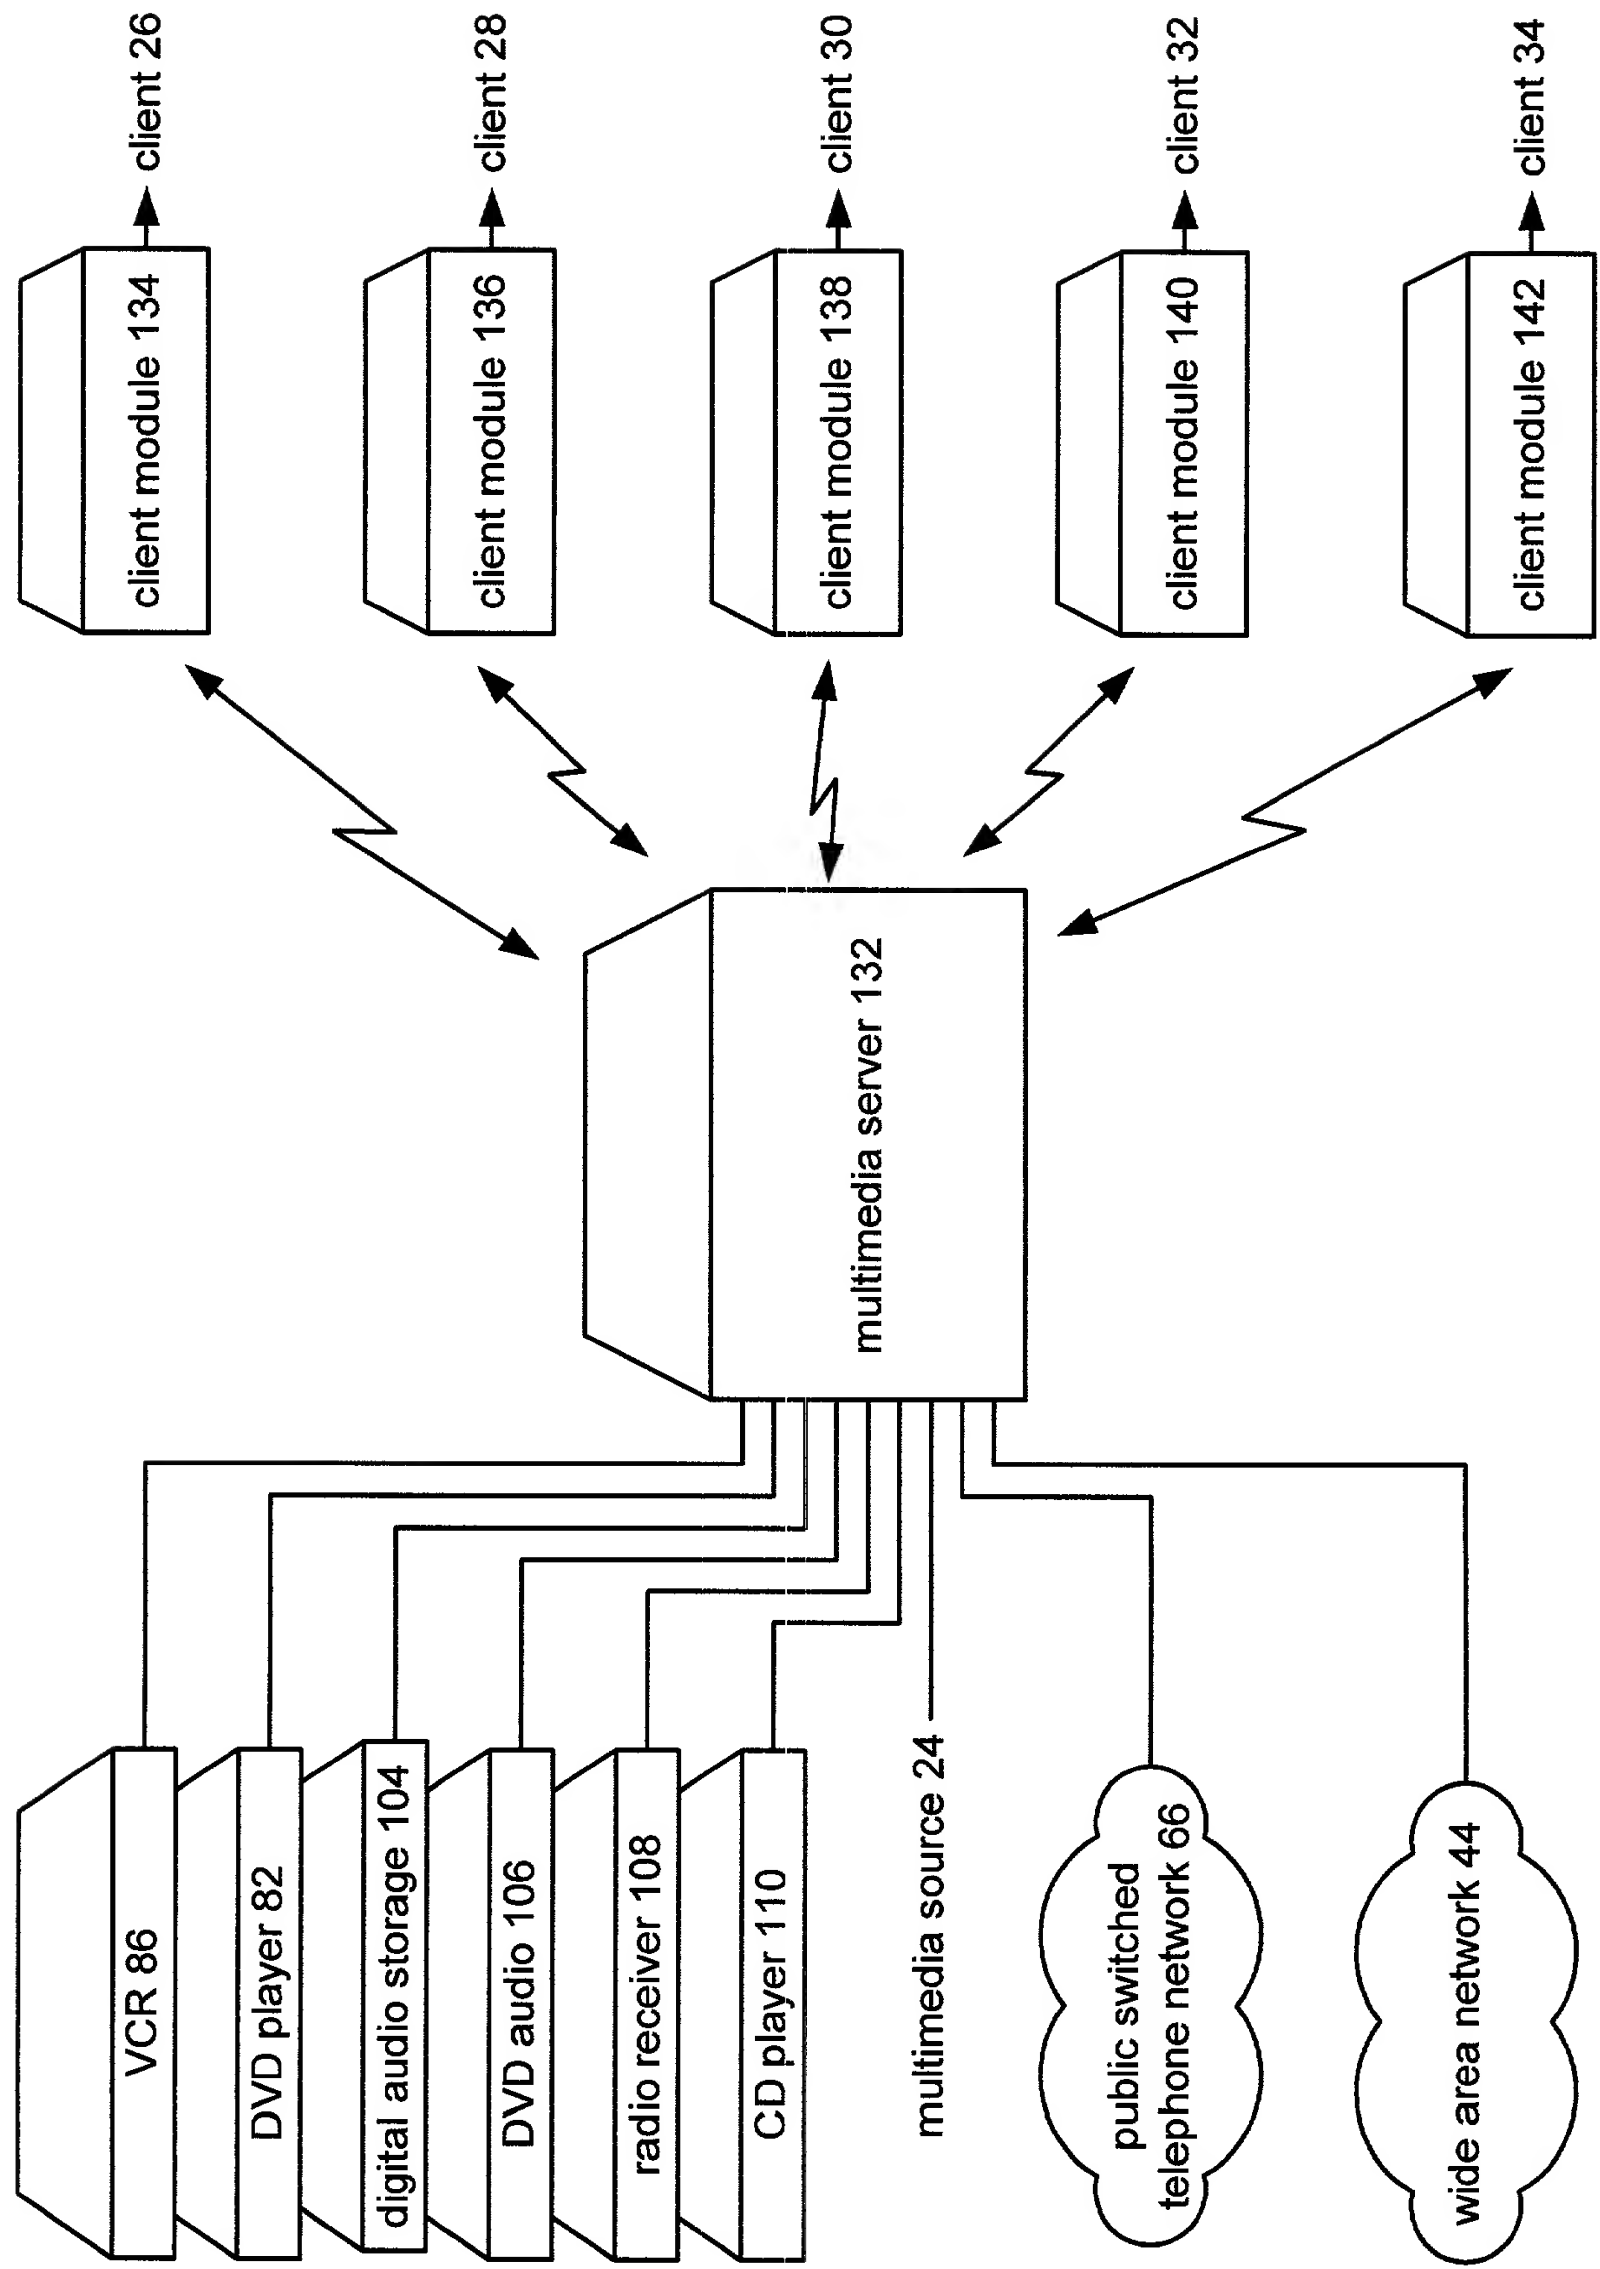 VCR 86
DVD player 82
digital audio storage 104
DVD audio 106
radio receiver 108
CD player 110
multimedia source 24
public switched
telephone network 66
wide area network 44
multimedia server 132
client module 134
client 26
client module 136
client 28
client module 138
client 30
client module 140
client 32
client module 142
client 34